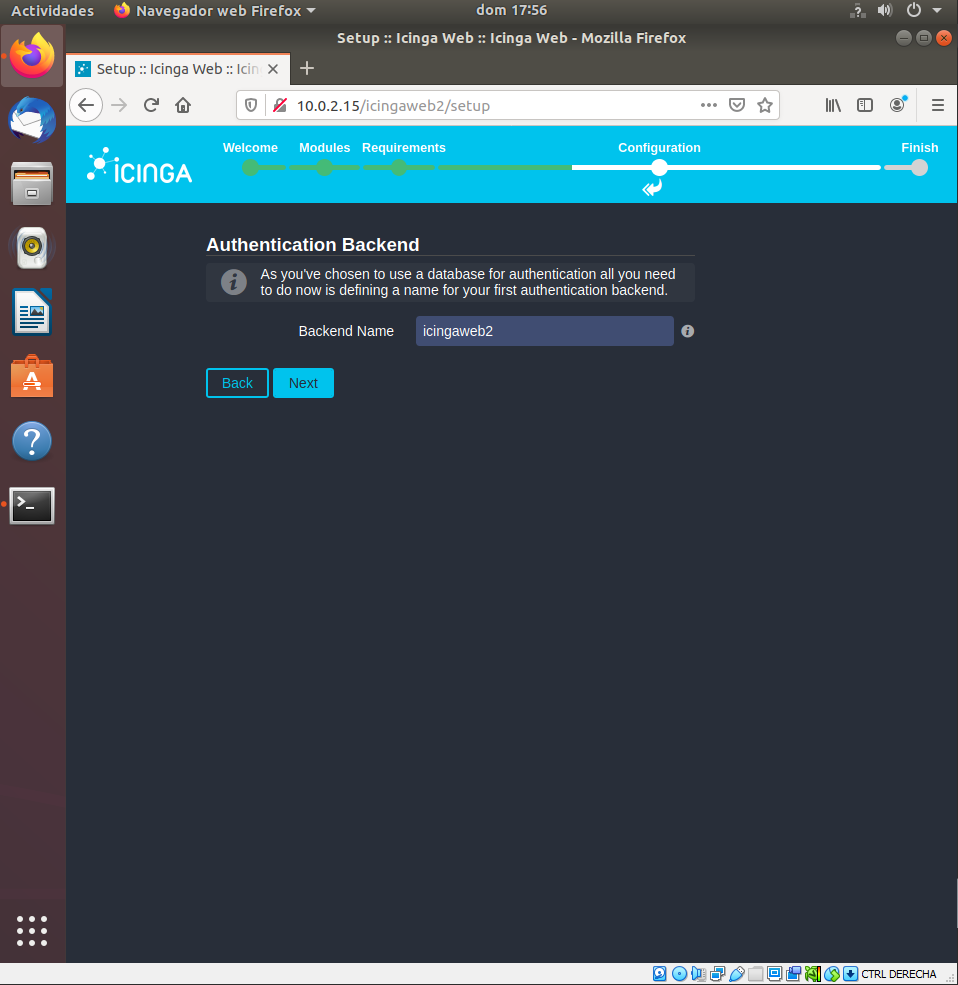 Actividades
Navegador web Firefox
dom 17:56
Setup :: Icinga Web :: Icinga Web - Mozilla Firefox
Setup :: Icinga Web :: Icin
10.0.2.15/icingaweb2/setup
Welcome
Modules
Requirements
Configuration
Finish
ICINGA
Authentication Backend
As you've chosen to use a database for authentication all you need
to do now is defining a name for your first authentication backend.
Backend Name
icingaweb2
Back
Next
CTRL DERECHA